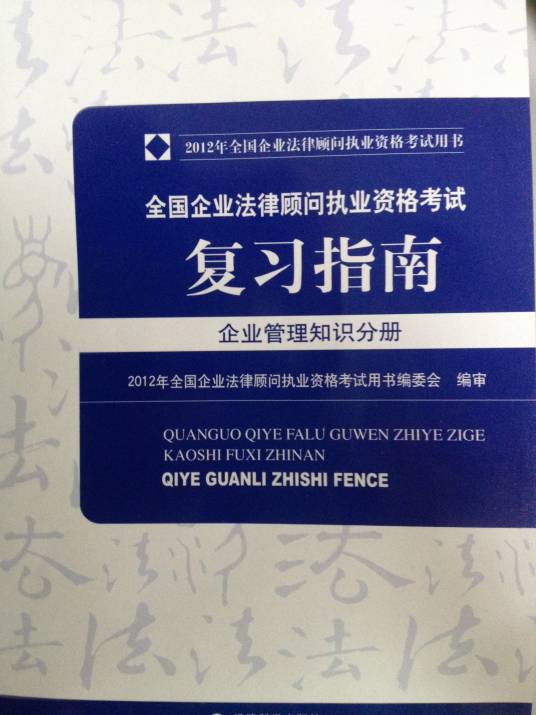 2012年全国企业法律顾问执业资格考试用书
全国企业法律顾问执业资格考试
复习指南
企业管理知识分册
2012年全国企业法律顾问执业资格考试用书编委会 编审
QUANGUO QIYE FALU GUWEN ZHIYE ZIGE
KAOSHI FUXI ZHINAN
QIYE GUANLI ZHISHI FENCE